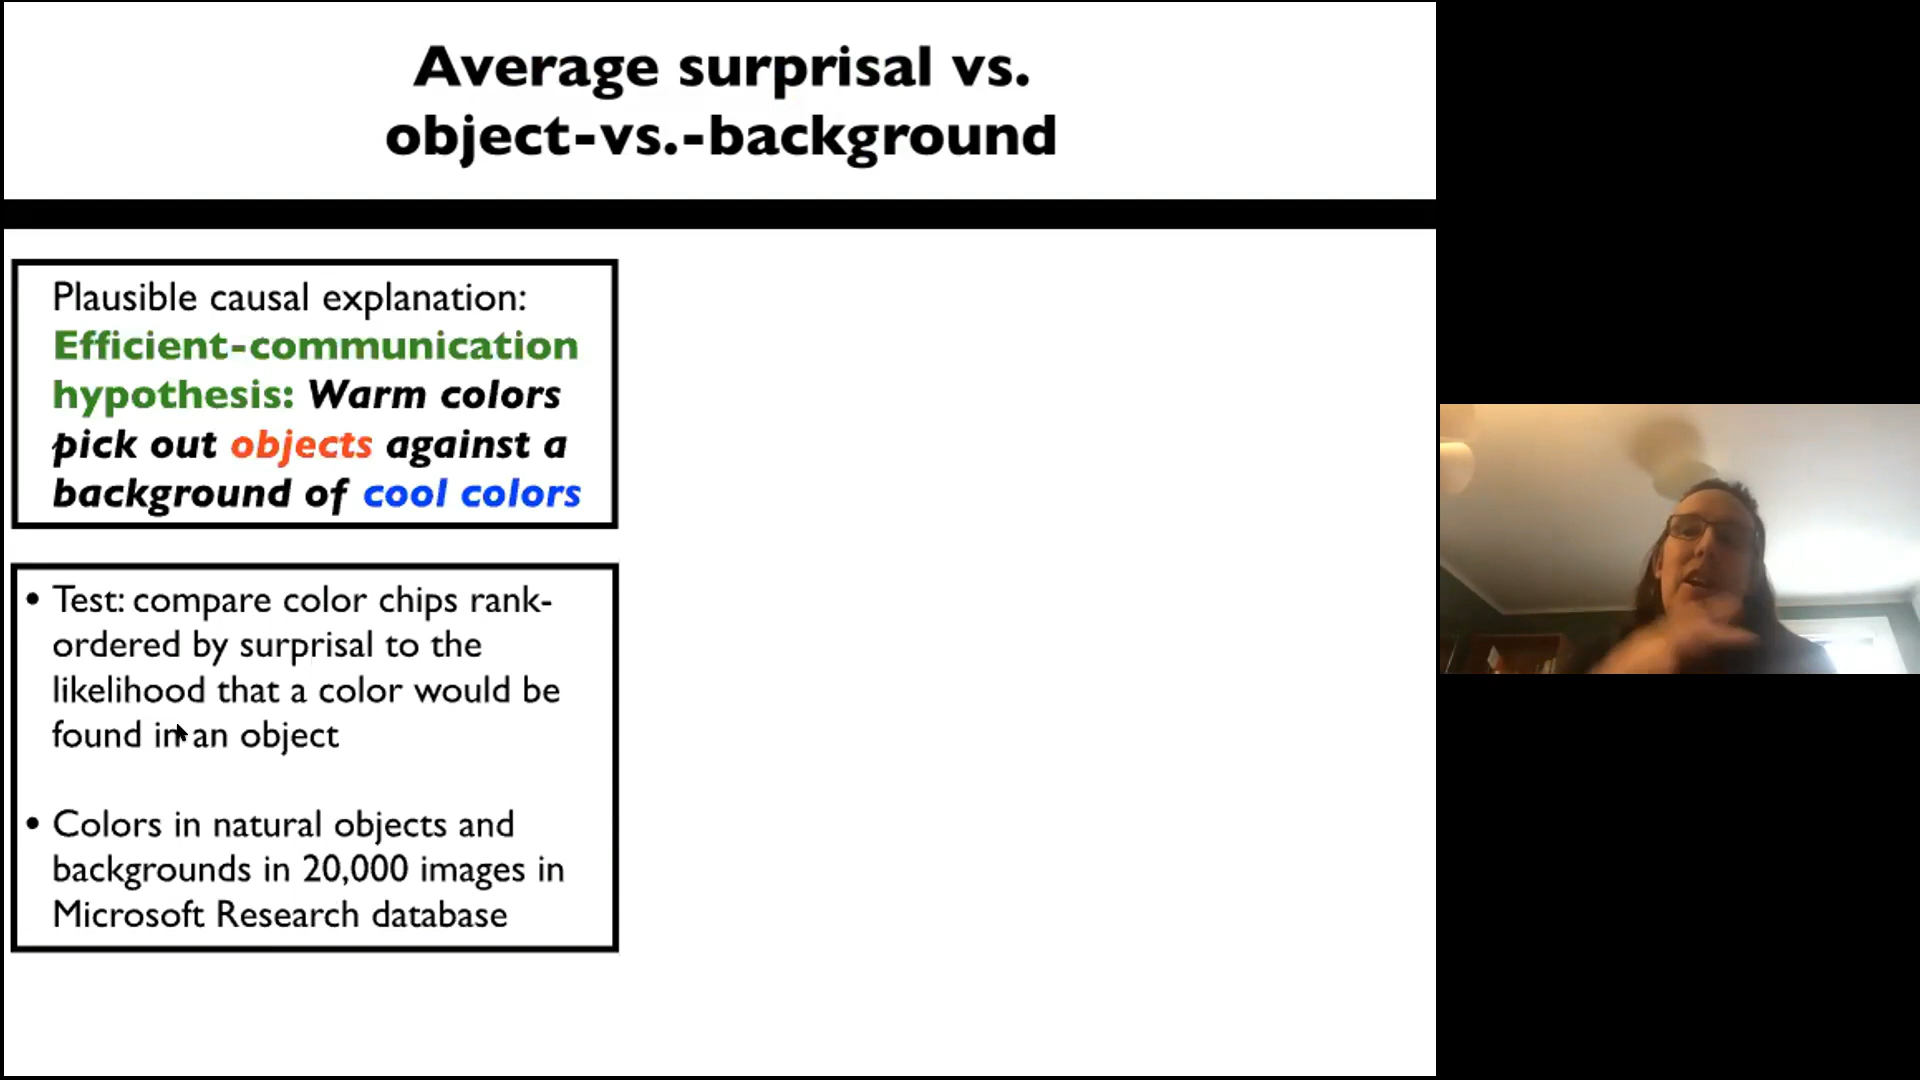 Average surprisal vs.
object-vs.-background
Plausible causal explanation:
Efficient-communication
hypothesis: Warm colors
pick out objects against a
background of cool colors
• Test: compare color chips rank-
ordered by surprisal to the
likelihood that a color would be
found in an object
• Colors in natural objects and
backgrounds in 20,000 images in
Microsoft Research database